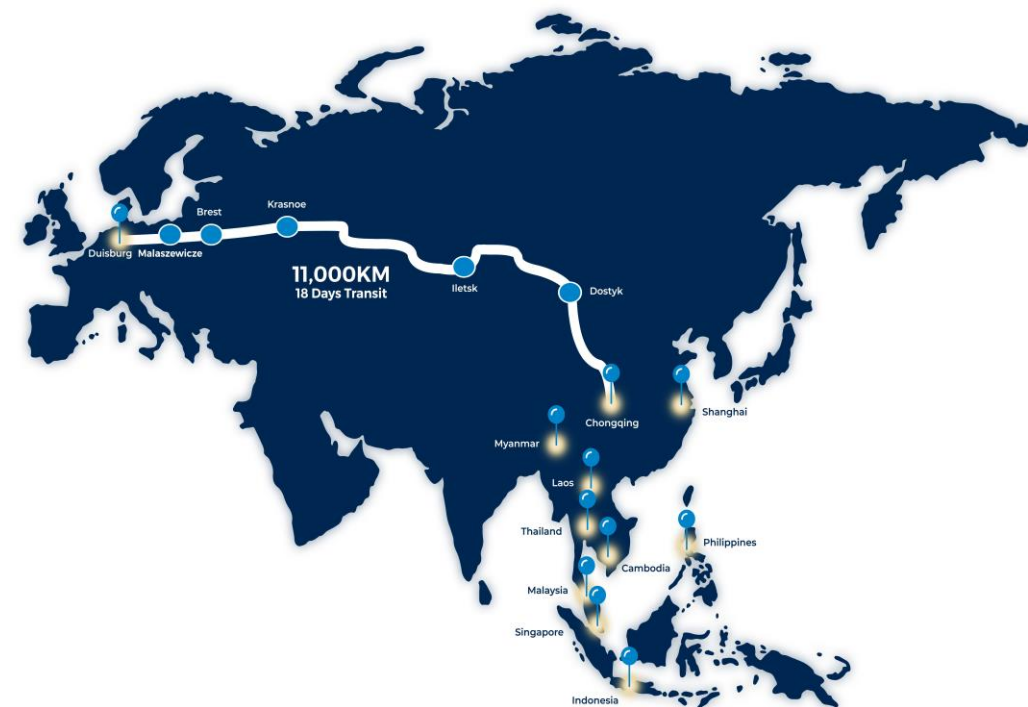 Krasnoe
Brest
Duisburg
Malaszewicze
11,000KM
18 Days Transit
Iletsk
Dostyk
Chongqing
Shanghai
Myanmar
Laos
Thailand
Philippines
Cambodia
Malaysia
Singapore
Indonesia